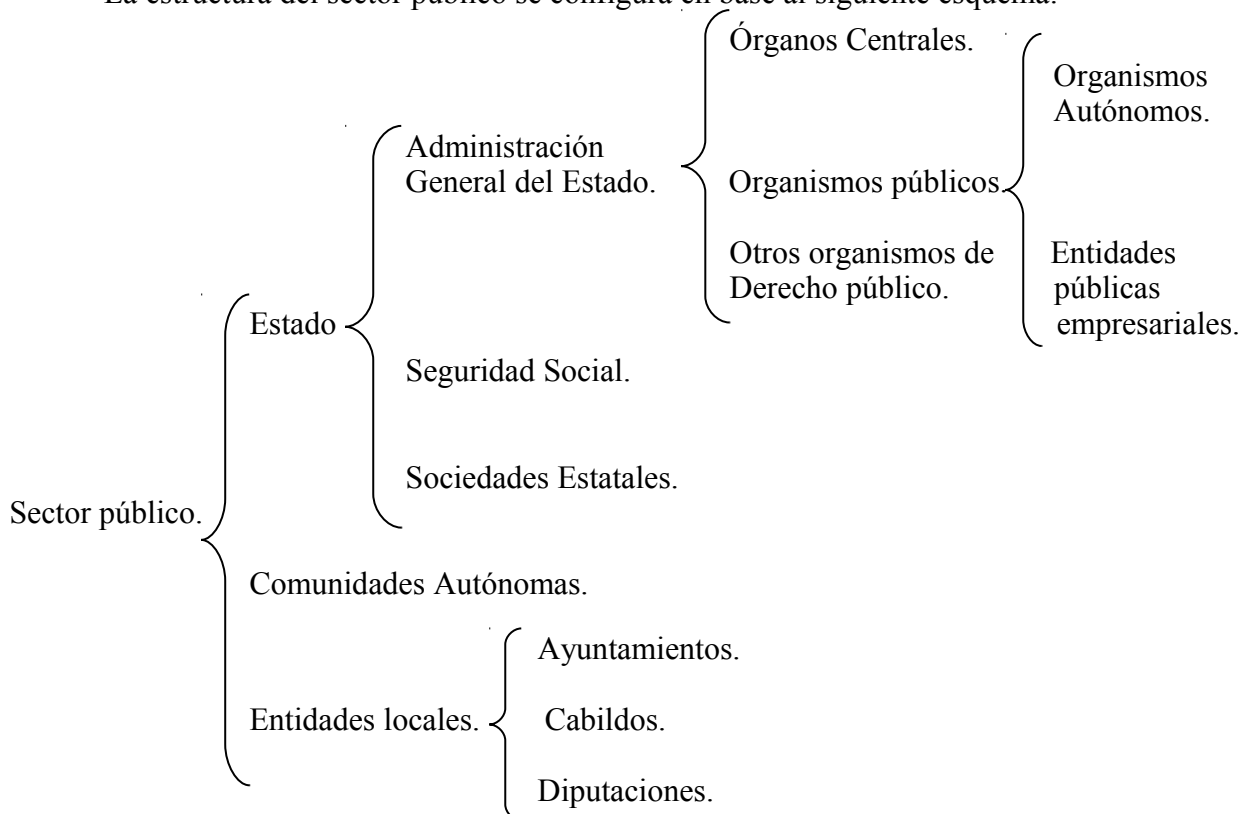 La estructura del sector público se configura en base al siguiente esquema:
Órganos Centrales.
Organismos
Autónomos.
Administración
General del Estado.
Organismos públicos.
Otros organismos de
Derecho público.
Entidades
públicas
empresariales.
Estado
Seguridad Social.
Sociedades Estatales.
Sector público.
Comunidades Autónomas.
Ayuntamientos.
Entidades locales.
Cabildos.
Diputaciones.